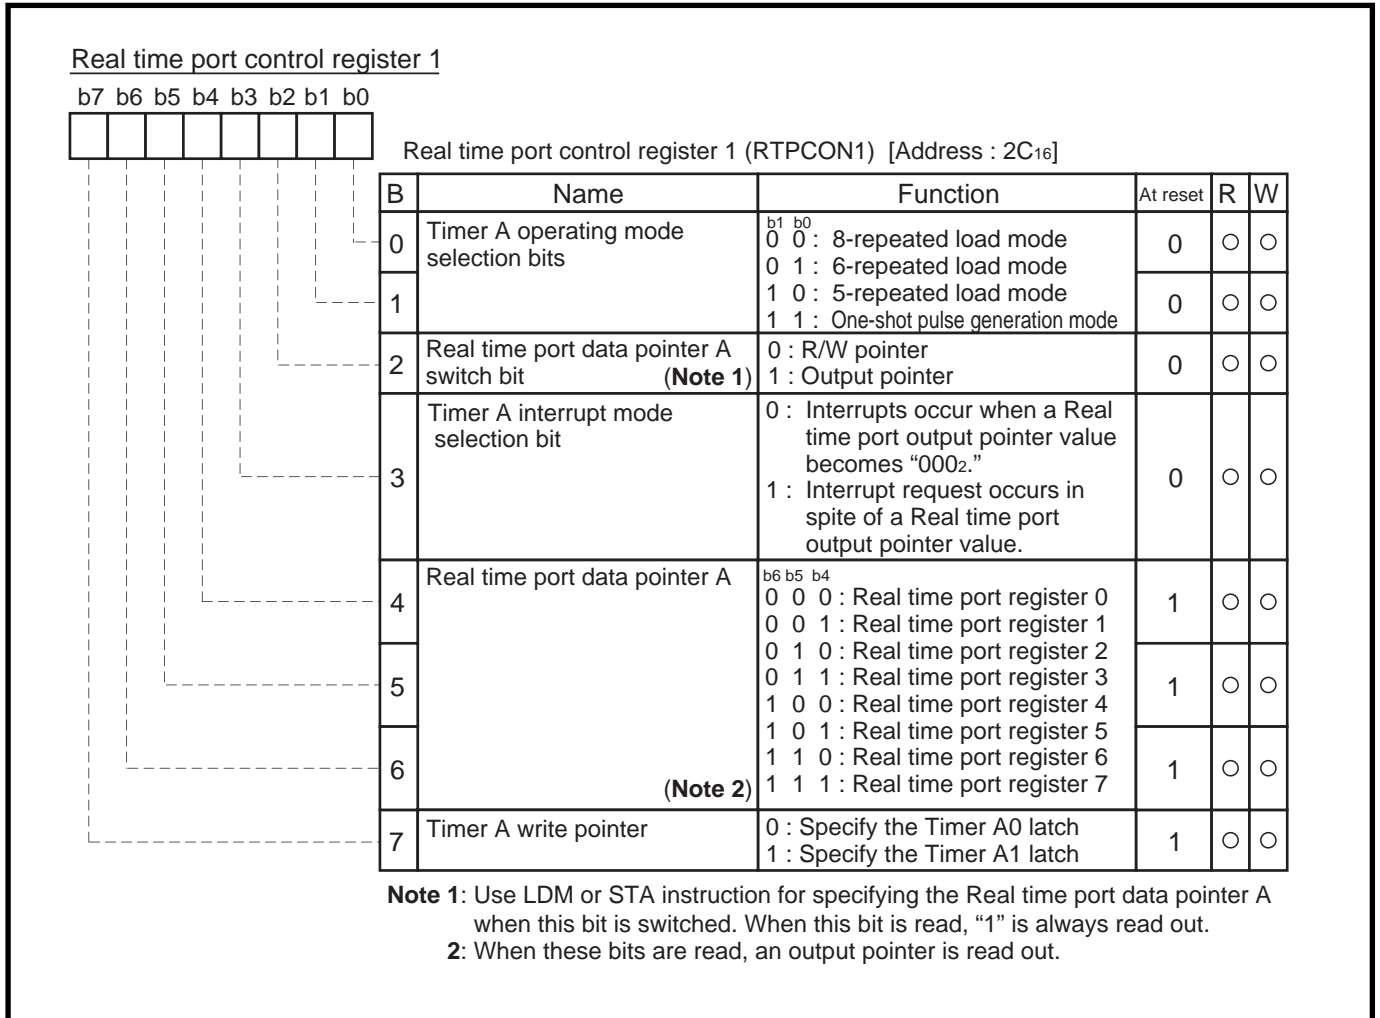 Real time port control register 1
b7 b6 b5 b4 b3 b2 b1 b0
Real time port control register 1 (RTPCON1) [Address : 2C16]
B Name Function At reset R W
0 Timer A operating mode selection bits
b1 b0
0 0 : 8-repeated load mode
0 1 : 6-repeated load mode
1 0 : 5-repeated load mode
1 1 : One-shot pulse generation mode
0 ○ ○
1 0 ○ ○
2 Real time port data pointer A
switch bit (Note 1)
0 : R/W pointer
1 : Output pointer
0 ○ ○
3 Timer A interrupt mode
selection bit
0 : Interrupts occur when a Real
time port output pointer value
becomes “0002.”
1 : Interrupt request occurs in
spite of a Real time port
output pointer value.
0 ○ ○
4 Real time port data pointer A
(Note 2)
b6 b5 b4
0 0 0 : Real time port register 0
0 0 1 : Real time port register 1
0 1 0 : Real time port register 2
0 1 1 : Real time port register 3
1 0 0 : Real time port register 4
1 0 1 : Real time port register 5
1 1 0 : Real time port register 6
1 1 1 : Real time port register 7
1 ○ ○
5 1 ○ ○
6 1 ○ ○
7 Timer A write pointer
0 : Specify the Timer A0 latch
1 : Specify the Timer A1 latch
1 ○ ○
Note 1: Use LDM or STA instruction for specifying the Real time port data pointer A
when this bit is switched. When this bit is read, “1” is always read out.
2: When these bits are read, an output pointer is read out.